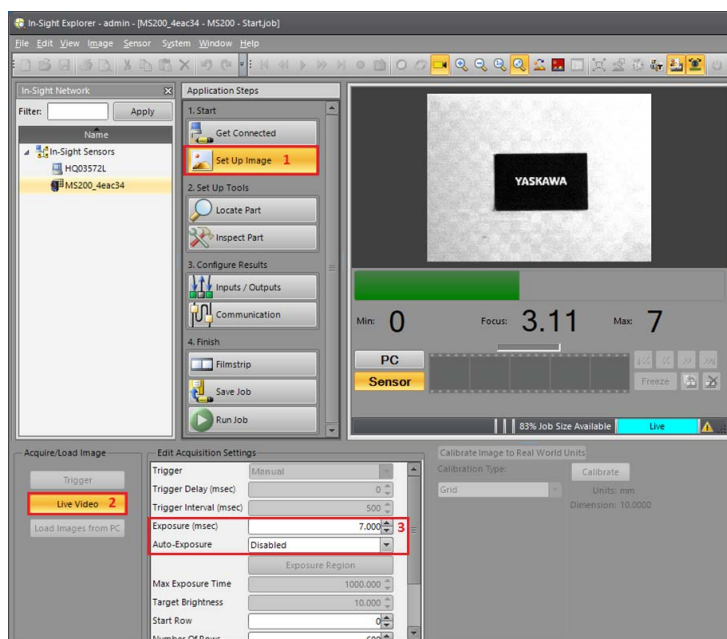 In-Sight Explorer - admin - [MS200_4eac34 - MS200 - Start.job]
File Edit View Image Sensor System Window Help
In-Sight Network
Filter: Apply
Name
In-Sight Sensors
HQ03572L
MS200_4eac34
Application Steps
1. Start
Get Connected
Set Up Image 1
2. Set Up Tools
Locate Part
Inspect Part
3. Configure Results
Inputs / Outputs
Communication
4. Finish
Filmstrip
Save Job
Run Job
YASKAWA
Min: 0 Focus: 3.11 Max: 7
PC
Sensor
Freeze
83% Job Size Available Live
Acquire/Load Image
Trigger
Live Video 2
Load Images from PC
Edit Acquisition Settings
Trigger Manual
Trigger Delay (msec) 0
Trigger Interval (msec) 500
Exposure (msec) 7.000 3
Auto-Exposure Disabled
Exposure Region
Max Exposure Time 1000.000
Target Brightness 10.000
Start Row 0
Number Of Rows 600
Calibrate Image to Real World Units
Calibration Type: Calibrate
Grid Units: mm
Dimension: 10.0000